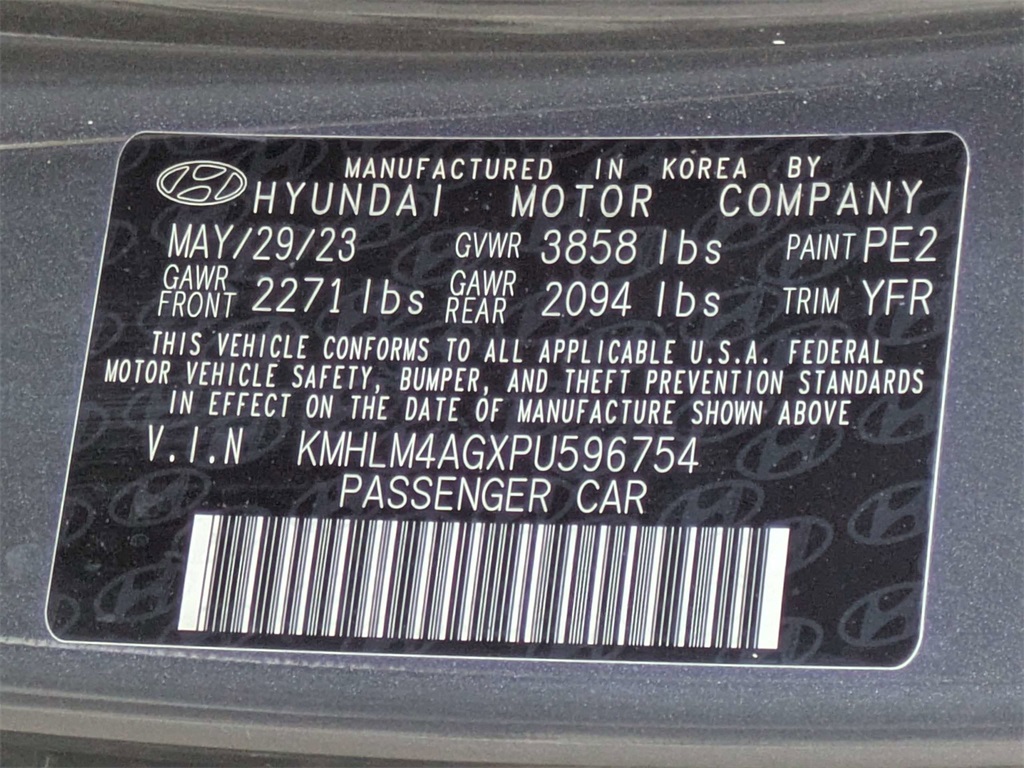 MANUFACTURED IN KOREA BY
HYUNDAI MOTOR COMPANY
MAY/29/23 GVWR 3858 lbs PAINT PE2
GAWR FRONT 2271 lbs GAWR REAR 2094 lbs TRIM YFR
THIS VEHICLE CONFORMS TO ALL APPLICABLE U.S.A. FEDERAL
MOTOR VEHICLE SAFETY, BUMPER, AND THEFT PREVENTION STANDARDS
IN EFFECT ON THE DATE OF MANUFACTURE SHOWN ABOVE
V.I.N KMHLM4AGXPU596754
PASSENGER CAR